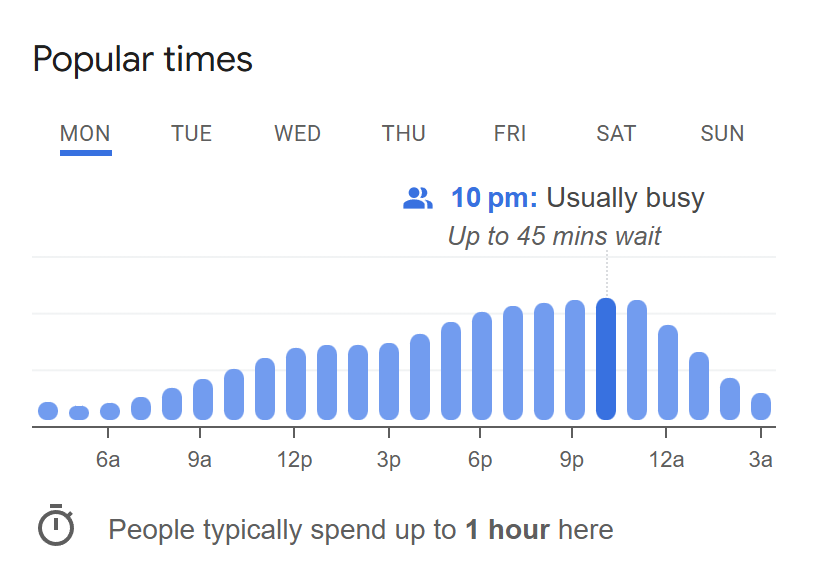 Popular times
MON TUE WED THU FRI SAT SUN
10 pm: Usually busy
Up to 45 mins wait
6a 9a 12p 3p 6p 9p 12a 3a
People typically spend up to 1 hour here